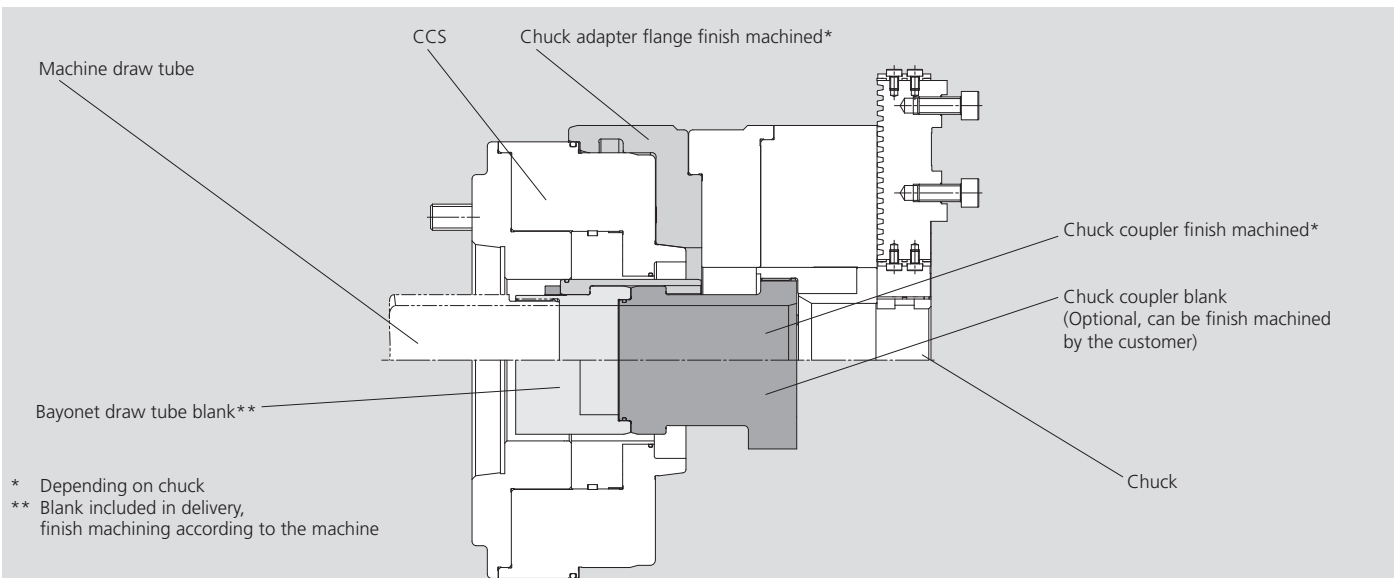 CCS
Chuck adapter flange finish machined*
Machine draw tube
Chuck coupler finish machined*
Chuck coupler blank
(Optional, can be finish machined
by the customer)
Bayonet draw tube blank**
Chuck
* Depending on chuck
** Blank included in delivery,
finish machining according to the machine